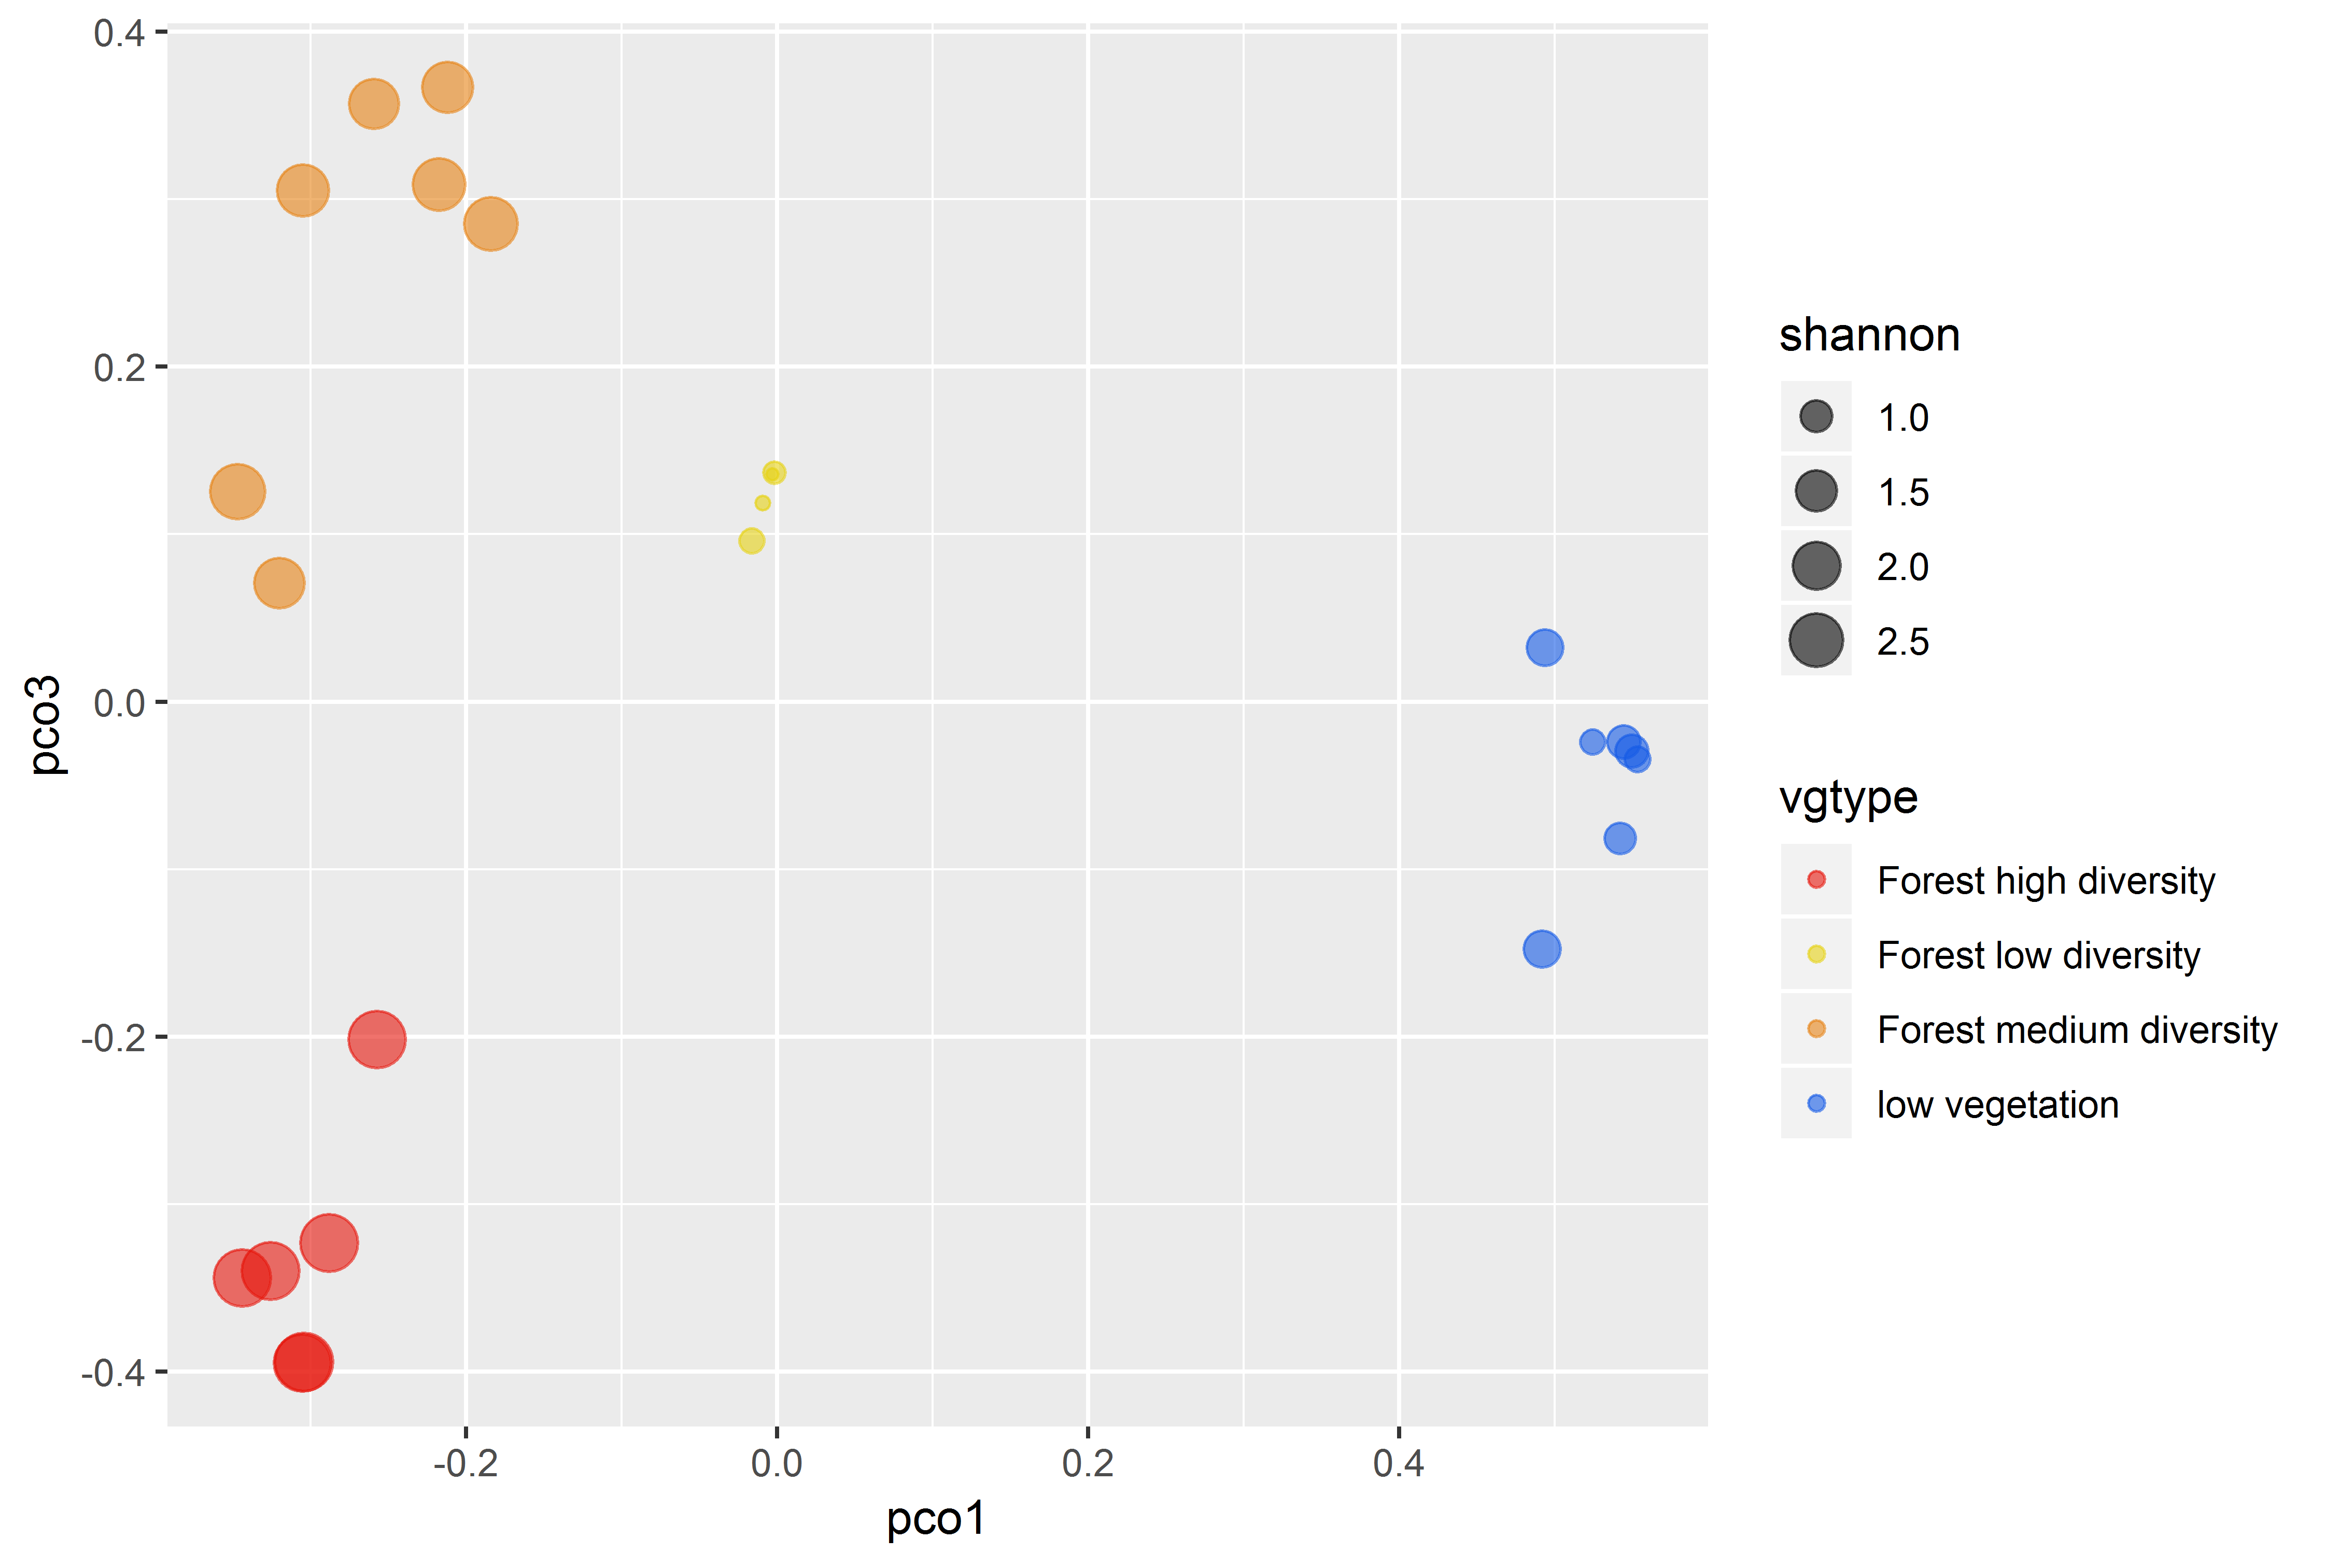 0.4
0.2
0.0
-0.2
-0.4
pco3
-0.2
0.0
0.2
0.4
pco1
shannon
1.0
1.5
2.0
2.5
vgtype
Forest high diversity
Forest low diversity
Forest medium diversity
low vegetation